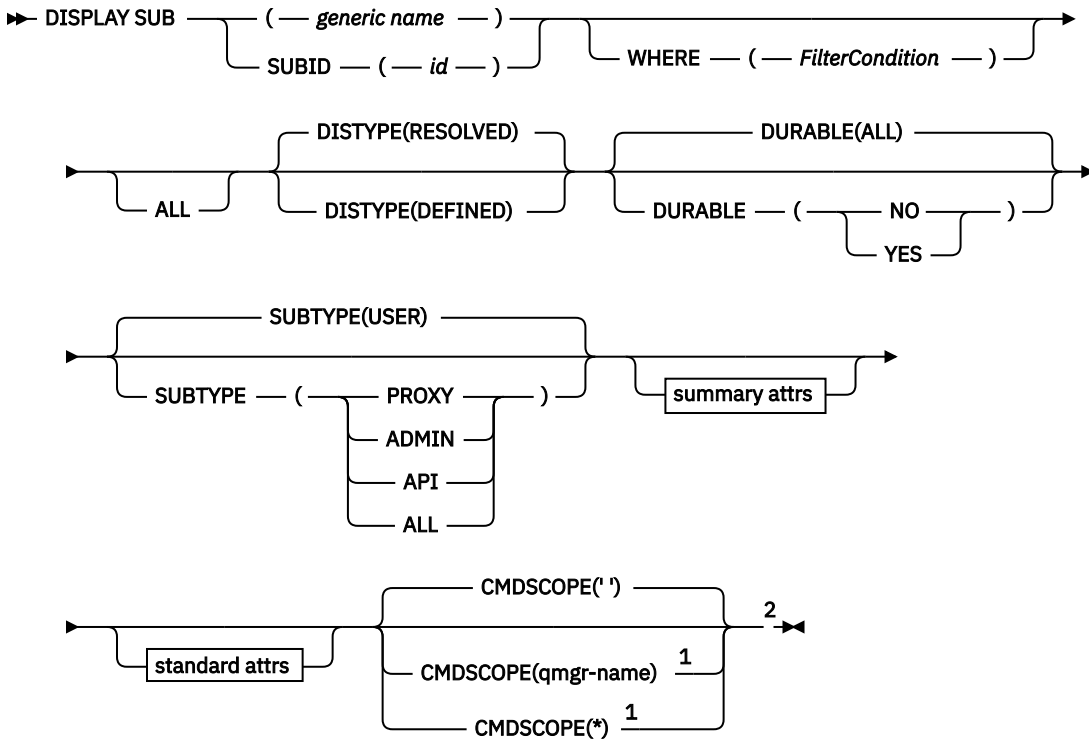 DISPLAY SUB ( generic name )
SUBID ( id )
WHERE ( FilterCondition )
ALL
DISTYPE(RESOLVED)
DISTYPE(DEFINED)
DURABLE(ALL)
DURABLE ( NO )
YES
SUBTYPE(USER)
SUBTYPE ( PROXY )
ADMIN
API
ALL
summary attrs
standard attrs
CMDSCOPE(' ')
CMDSCOPE(qmgr-name) 1
CMDSCOPE(*) 1
2